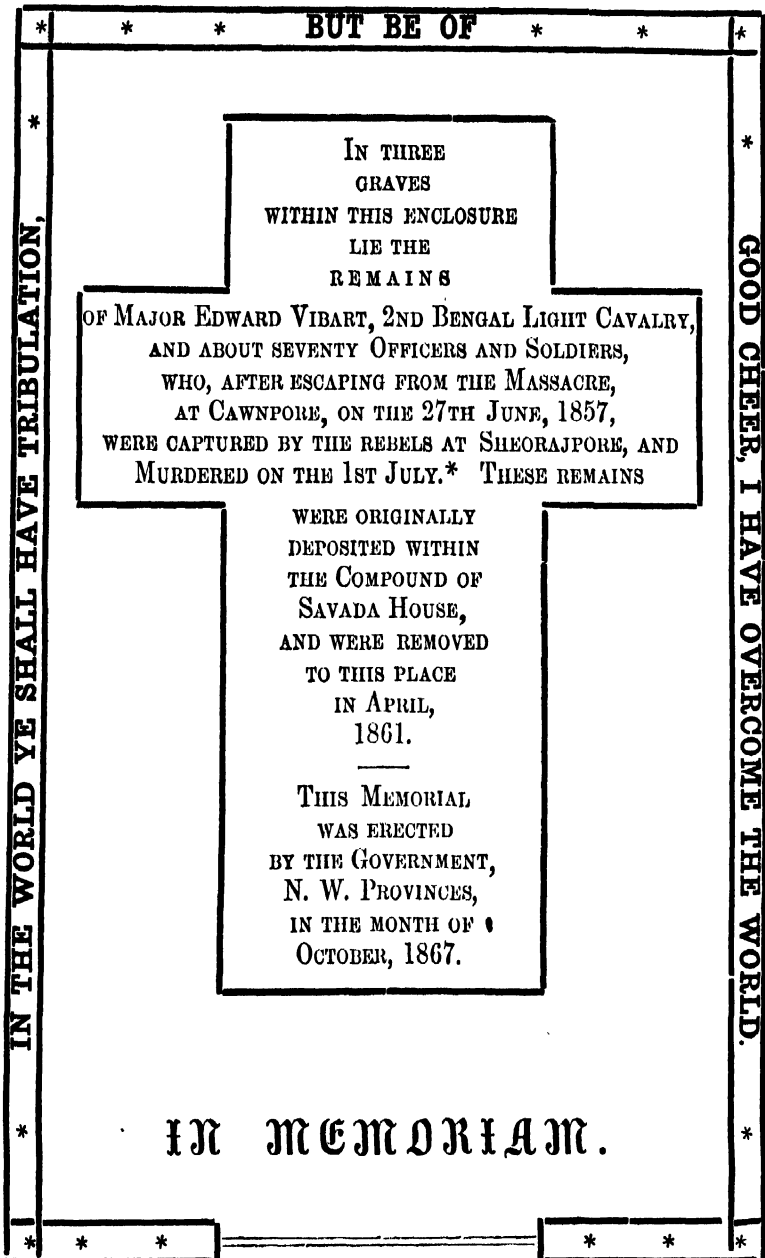 IN THE WORLD YE SHALL HAVE TRIBULATION,
BUT BE OF
GOOD CHEER, I HAVE OVERCOME THE WORLD.
IN THREE
GRAVES
WITHIN THIS ENCLOSURE
LIE THE
REMAINS
OF MAJOR EDWARD VIBART, 2ND BENGAL LIGHT CAVALRY,
AND ABOUT SEVENTY OFFICERS AND SOLDIERS,
WHO, AFTER ESCAPING FROM THE MASSACRE,
AT CAWNPORE, ON THE 27TH JUNE, 1857,
WERE CAPTURED BY THE REBELS AT SHEORAJPORE, AND
MURDERED ON THE 1ST JULY.* THESE REMAINS
WERE ORIGINALLY
DEPOSITED WITHIN
THE COMPOUND OF
SAVADA HOUSE,
AND WERE REMOVED
TO THIS PLACE
IN APRIL,
1861.
THIS MEMORIAL
WAS ERECTED
BY THE GOVERNMENT,
N. W. PROVINCES,
IN THE MONTH OF
OCTOBER, 1867.
IN MEMORIAM.